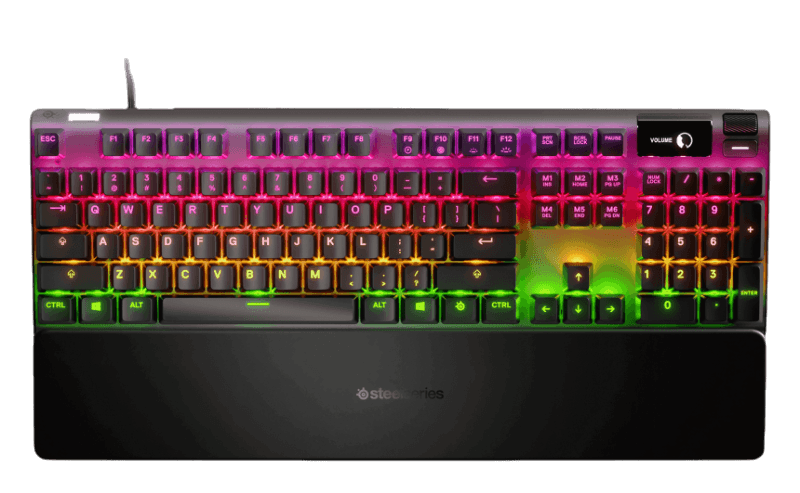 ESC F1 F2 F3 F4 F5 F6 F7 F8 F9 F10 F11 F12 PRT SCN SCRL LOCK PAUSE VOLUME
~ ` ! 1 @ 2 # 3 $ 4 % 5 ^ 6 & 7 * 8 ( 9 ) 0 _ - + = ← M1 INS M2 HOME M3 PG UP NUM LOCK / * -
Q W E R T Y U I O P { [ } ] | \ M4 DEL M5 END M6 PG DN 7 8 9 +
A S D F G H J K L : ; " ' 4 5 6
Z X C V B N M < , > . ? / ↑ 1 2 3 ENTER
CTRL ALT ALT CTRL ← ↓ → 0 .
steelseries